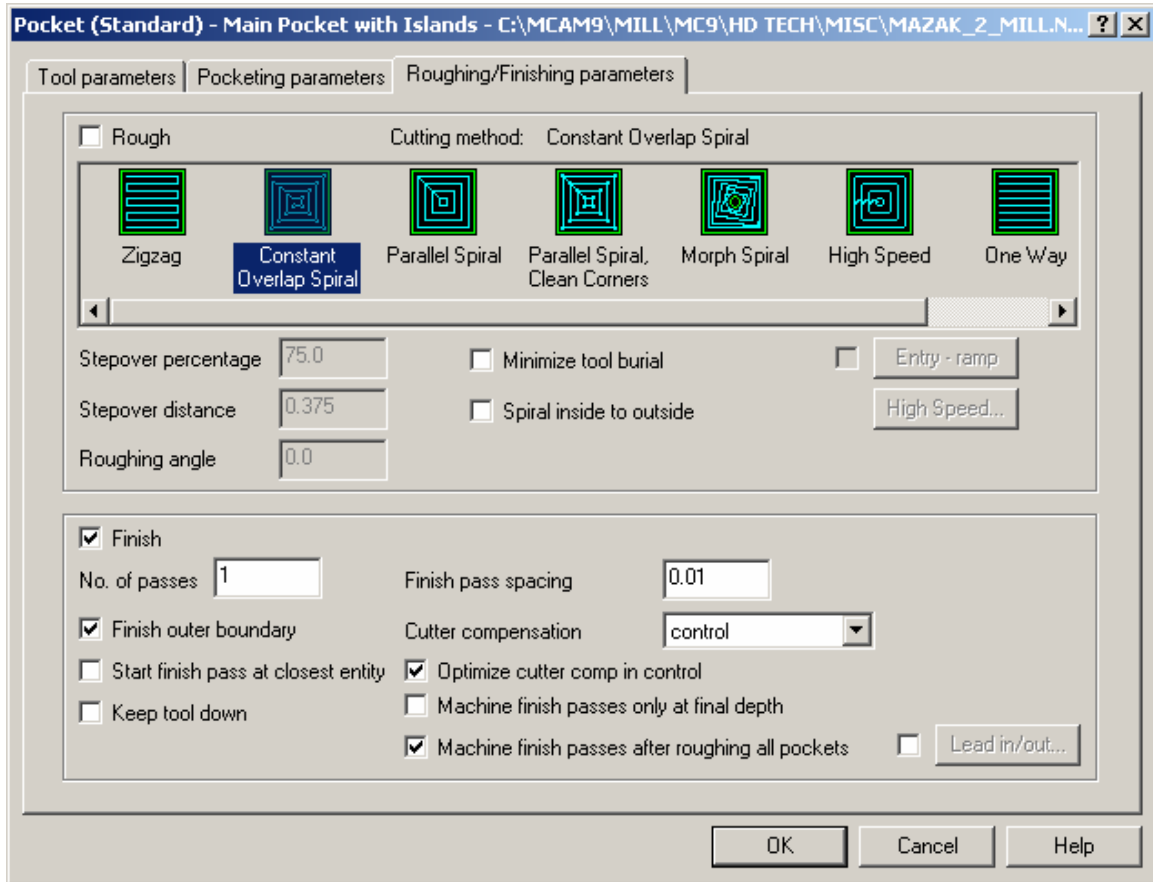 Pocket (Standard) - Main Pocket with Islands - C:\MCAM9\MILL\MC9\HD TECH\MISC\MAZAK_2_MILL.N...
Tool parameters Pocketing parameters Roughing/Finishing parameters
Rough Cutting method: Constant Overlap Spiral
Zigzag Constant Parallel Spiral Parallel Spiral, Morph Spiral High Speed One Way
Overlap Spiral Clean Corners
Stepover percentage 75.0 Minimize tool burial Entry - ramp
Stepover distance 0.375 Spiral inside to outside High Speed...
Roughing angle 0.0
Finish
No. of passes 1 Finish pass spacing 0.01
Finish outer boundary Cutter compensation control
Start finish pass at closest entity Optimize cutter comp in control
Keep tool down Machine finish passes only at final depth
Machine finish passes after roughing all pockets Lead in/out...
OK Cancel Help